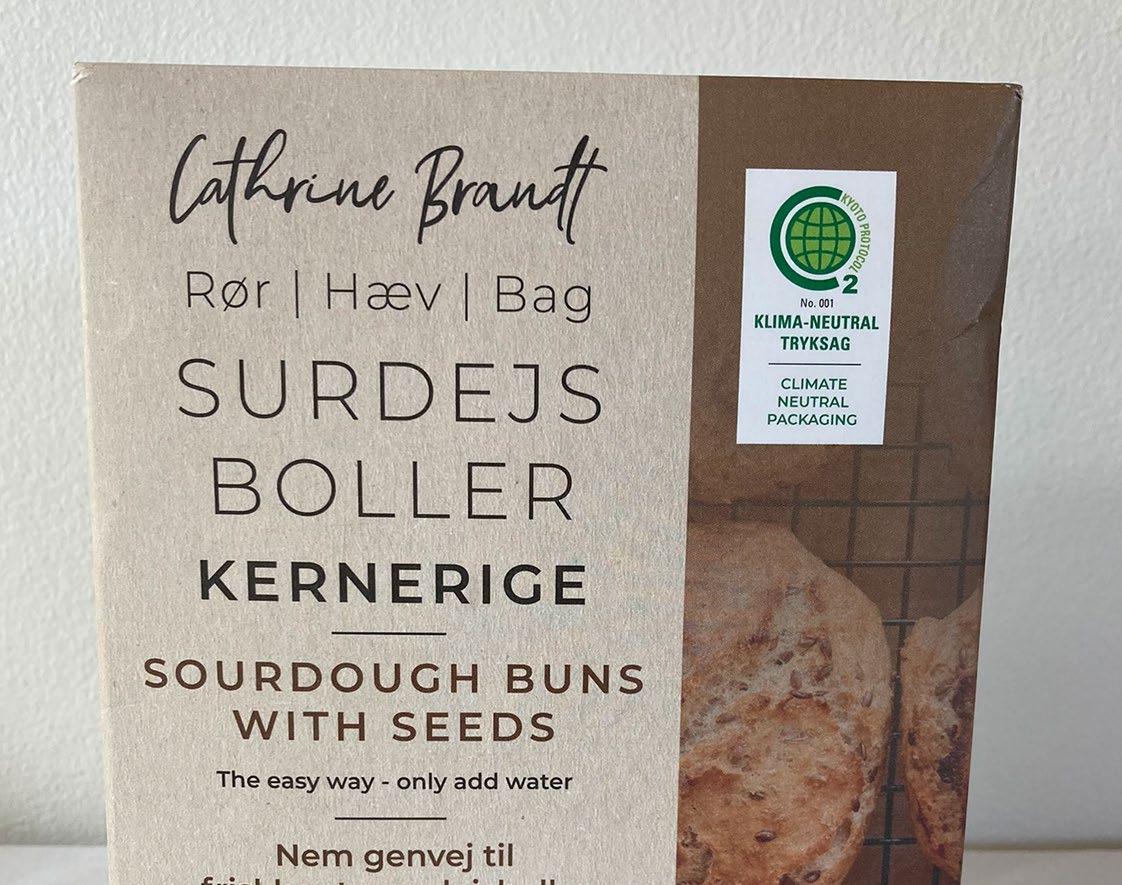 Cathrine Brandt
Rør | Hæv | Bag
SURDEJS
BOLLER
KERNERIGE
SOURDOUGH BUNS
WITH SEEDS
The easy way - only add water
Nem genvej til
KYOTO PROTOCOL
2
No. 001
KLIMA-NEUTRAL
TRYKSAG
CLIMATE
NEUTRAL
PACKAGING